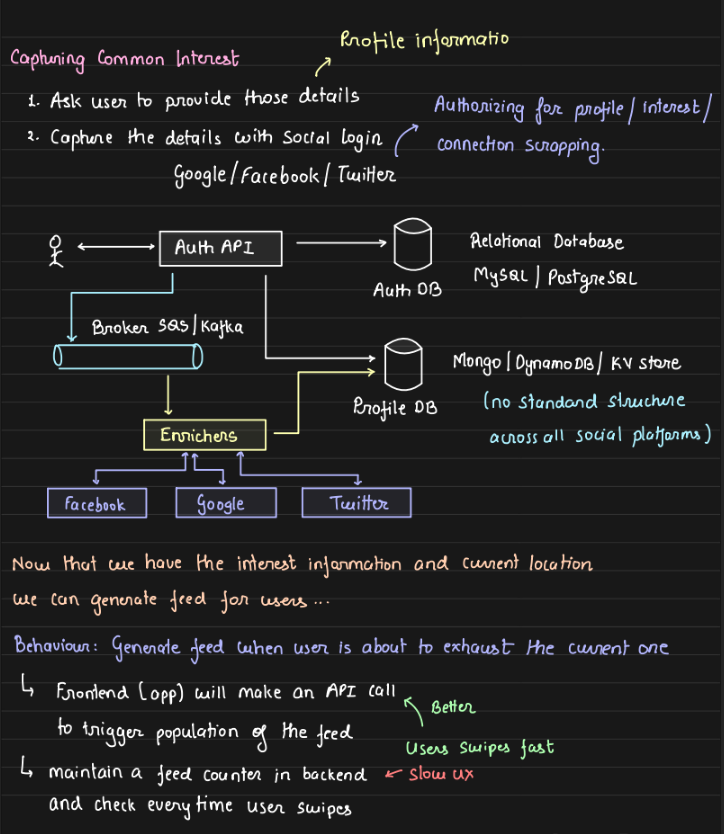 Profile informatio
Capturing Common Interest
1. Ask user to provide those details
2. Capture the details with Social login
Google/Facebook/Twitter
Authorizing for profile/interest/
connection scrapping.
Auth API
Auth DB
Relational Database
MySQL | PostgreSQL
Broker SQS/Kafka
Profile DB
Mongo | DynamoDB/ KV store
(no standard structure
across all social platforms)
Enrichers
Facebook
Google
Twitter
Now that we have the interest information and current location
we can generate feed for users ...
Behaviour: Generate feed when user is about to exhaust the current one
Frontend (app) will make an API call
to trigger population of the feed
Better
Users swipes fast
maintain a feed counter in backend
slow ux
and check every time user swipes